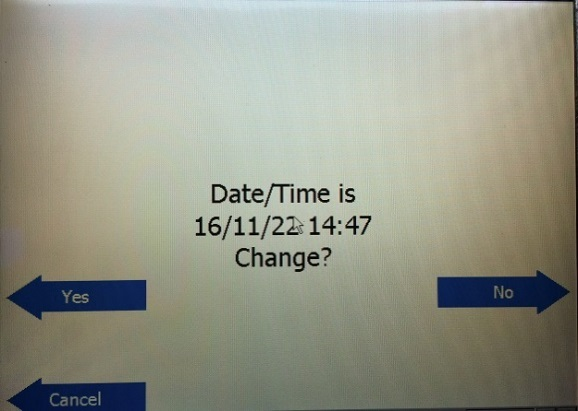 Date/Time is
16/11/22 14:47
Change?
Yes
No
Cancel